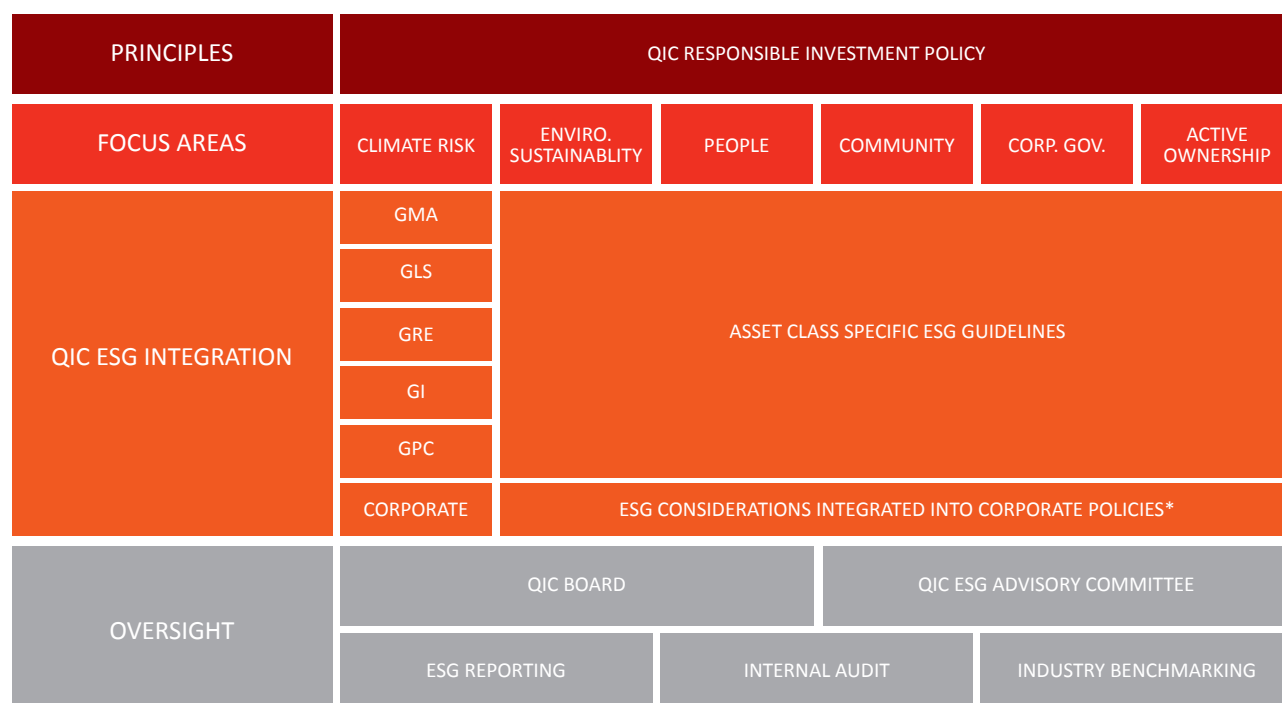 PRINCIPLES
QIC RESPONSIBLE INVESTMENT POLICY
FOCUS AREAS
CLIMATE RISK
ENVIRO.
SUSTAINABLITY
PEOPLE
COMMUNITY
CORP. GOV.
ACTIVE
OWNERSHIP
QIC ESG INTEGRATION
GMA
GLS
GRE
GI
GPC
CORPORATE
ASSET CLASS SPECIFIC ESG GUIDELINES
ESG CONSIDERATIONS INTEGRATED INTO CORPORATE POLICIES*
OVERSIGHT
QIC BOARD
QIC ESG ADVISORY COMMITTEE
ESG REPORTING
INTERNAL AUDIT
INDUSTRY BENCHMARKING